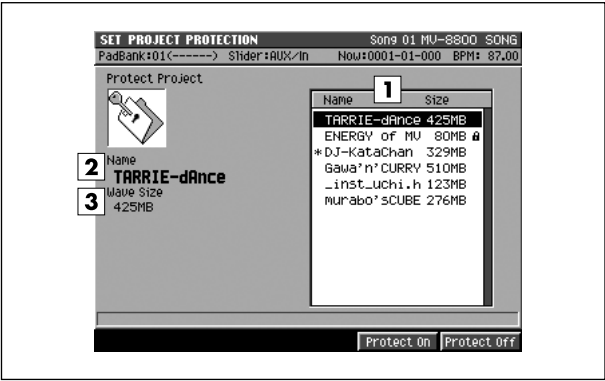 SET PROJECT PROTECTION Song 01 MV-8800 SONG
PadBank:01(------) Slider:AUX/In Now:0001-01-000 BPM: 87.00
Protect Project
1
Name Size
TARRIE-dAnce 425MB
ENERGY of MV 80MB
*DJ-KataChan 329MB
Gawa'n'CURRY 510MB
_inst_uchi.h 123MB
murabo'sCUBE 276MB
2
Name
TARRIE-dAnce
3
Wave Size
425MB
Protect On Protect Off